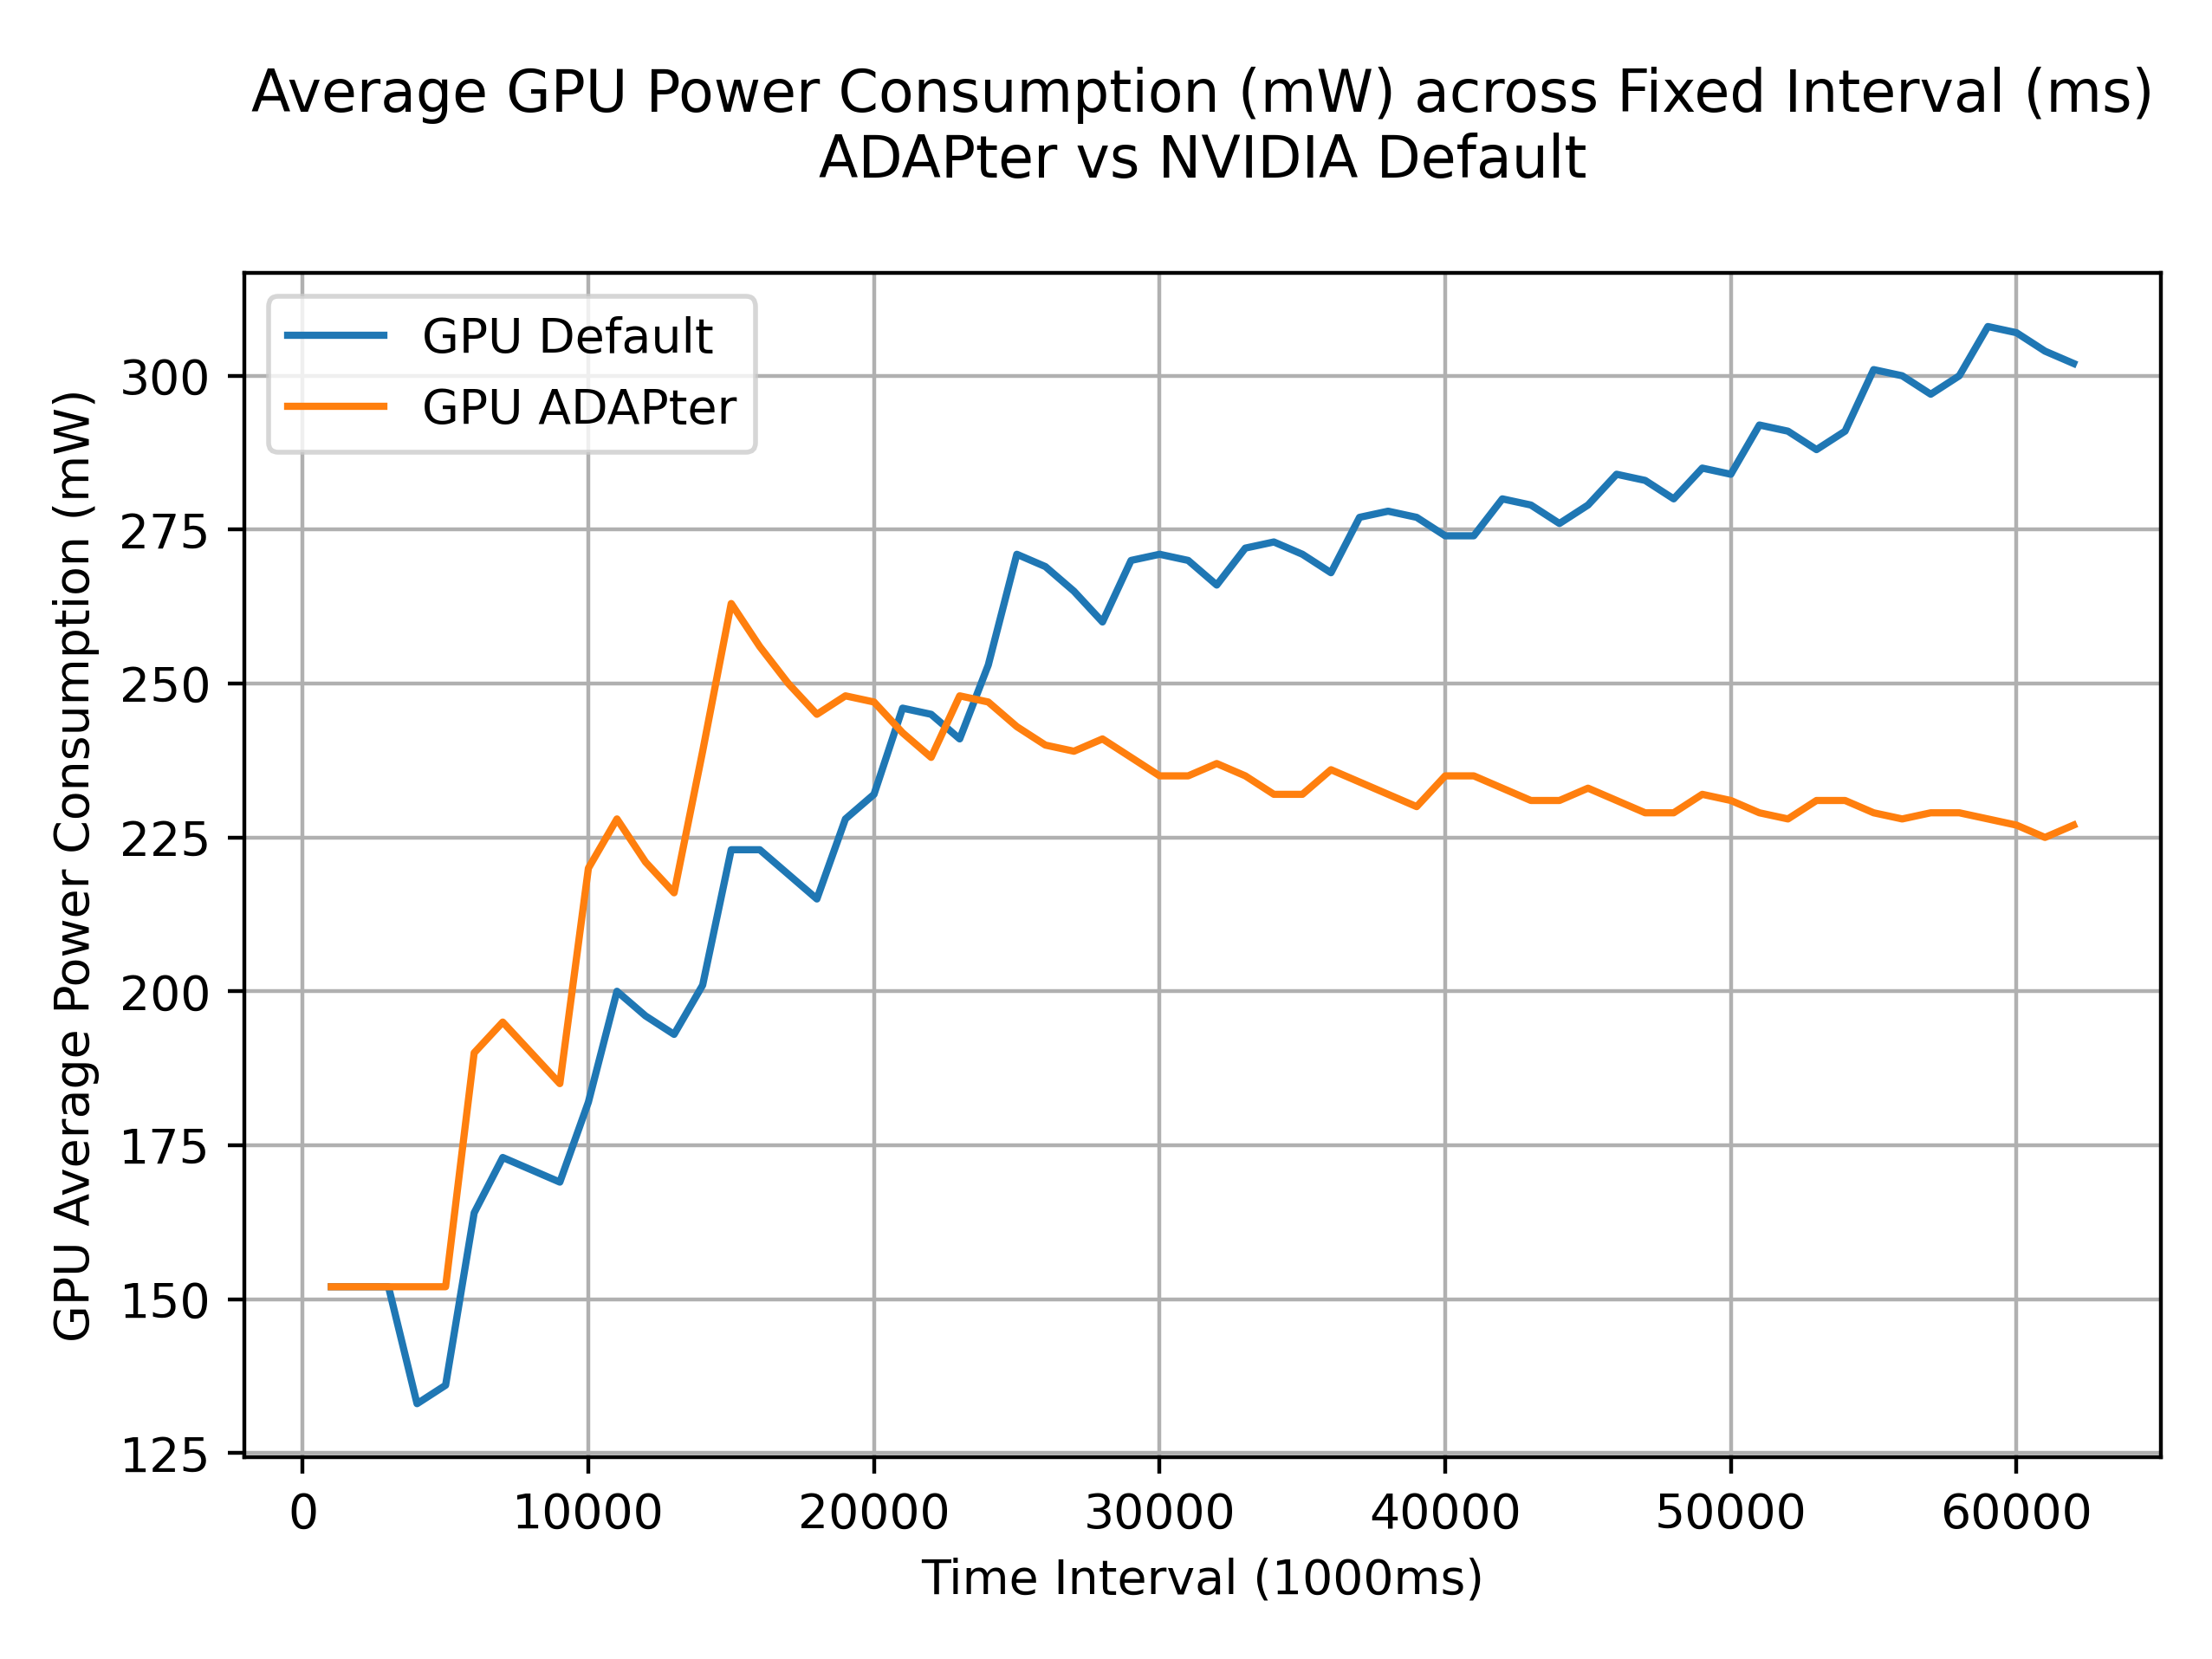 Average GPU Power Consumption (mW) across Fixed Interval (ms)
ADAPter vs NVIDIA Default
GPU Default
GPU ADAPter
GPU Average Power Consumption (mW)
300
275
250
225
200
175
150
125
0 10000 20000 30000 40000 50000 60000
Time Interval (1000ms)